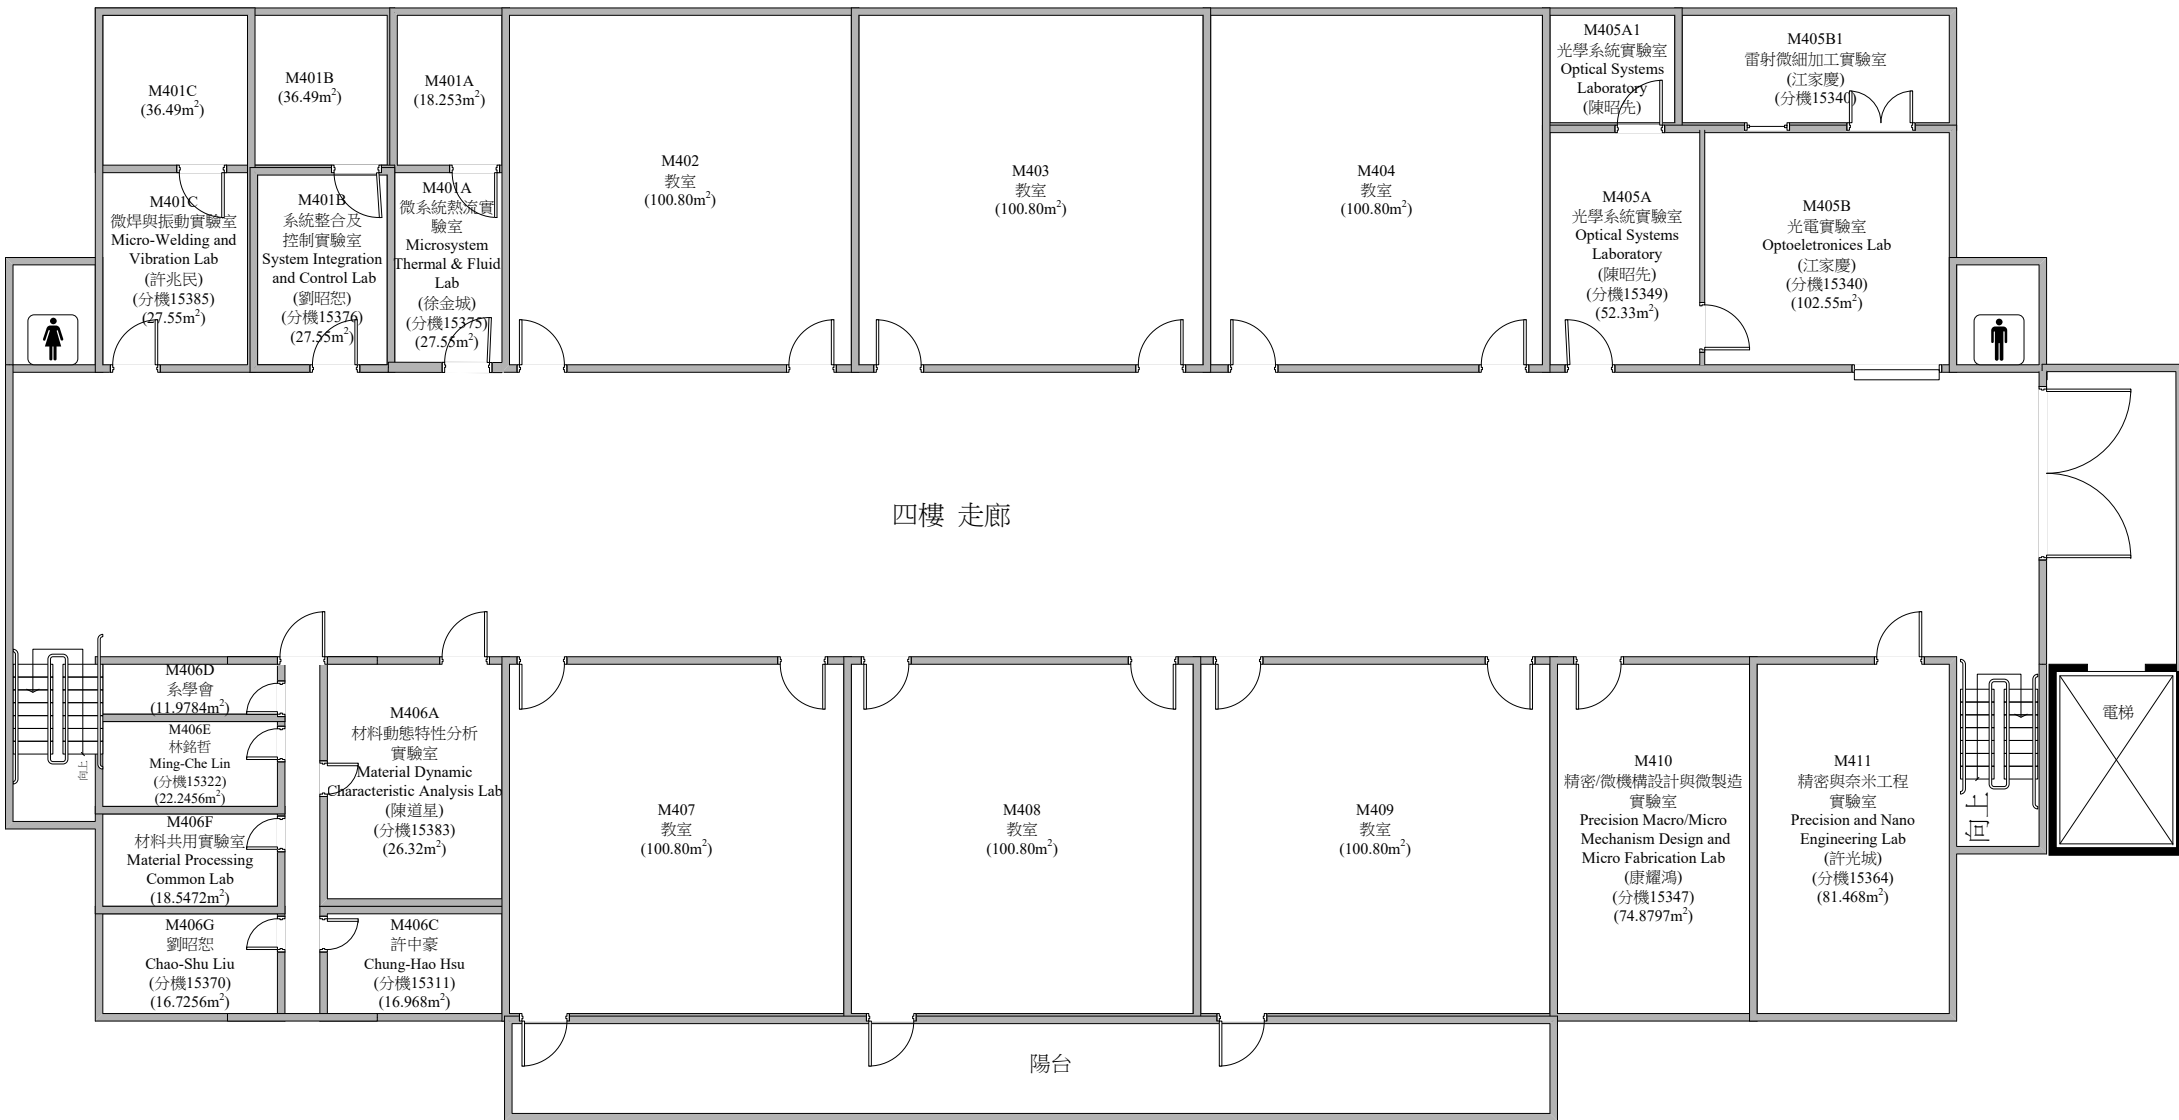 M401C
(36.49m²)
M401B
(36.49m²)
M401A
(18.253m²)
M402
教室
(100.80m²)
M403
教室
(100.80m²)
M404
教室
(100.80m²)
M405A1
光學系統實驗室
Optical Systems
Laboratory
(陳昭先)
M405B1
雷射微細加工實驗室
(江家慶)
(分機15340)
M401C
微焊與振動實驗室
Micro-Welding and
Vibration Lab
(許兆民)
(分機15385)
(27.55m²)
M401B
系統整合及
控制實驗室
System Integration
and Control Lab
(劉昭恕)
(分機15376)
(27.55m²)
M401A
微系統熱流實
驗室
Microsystem
Thermal & Fluid
Lab
(徐金城)
(分機15375)
(27.55m²)
M405A
光學系統實驗室
Optical Systems
Laboratory
(陳昭先)
(分機15349)
(52.33m²)
M405B
光電實驗室
Optoeletronices Lab
(江家慶)
(分機15340)
(102.55m²)
四樓 走廊
M406D
系學會
(11.9784m²)
M406E
林銘哲
Ming-Che Lin
(分機15322)
(22.2456m²)
向上
M406F
材料共用實驗室
Material Processing
Common Lab
(18.5472m²)
M406G
劉昭恕
Chao-Shu Liu
(分機15370)
(16.7256m²)
M406A
材料動態特性分析
實驗室
Material Dynamic
Characteristic Analysis Lab
(陳道星)
(分機15383)
(26.32m²)
M406C
許中豪
Chung-Hao Hsu
(分機15311)
(16.968m²)
M407
教室
(100.80m²)
M408
教室
(100.80m²)
M409
教室
(100.80m²)
M410
精密/微機構設計與微製造
實驗室
Precision Macro/Micro
Mechanism Design and
Micro Fabrication Lab
(康耀鴻)
(分機15347)
(74.8797m²)
M411
精密與奈米工程
實驗室
Precision and Nano
Engineering Lab
(許光城)
(分機15364)
(81.468m²)
向上
電梯
陽台